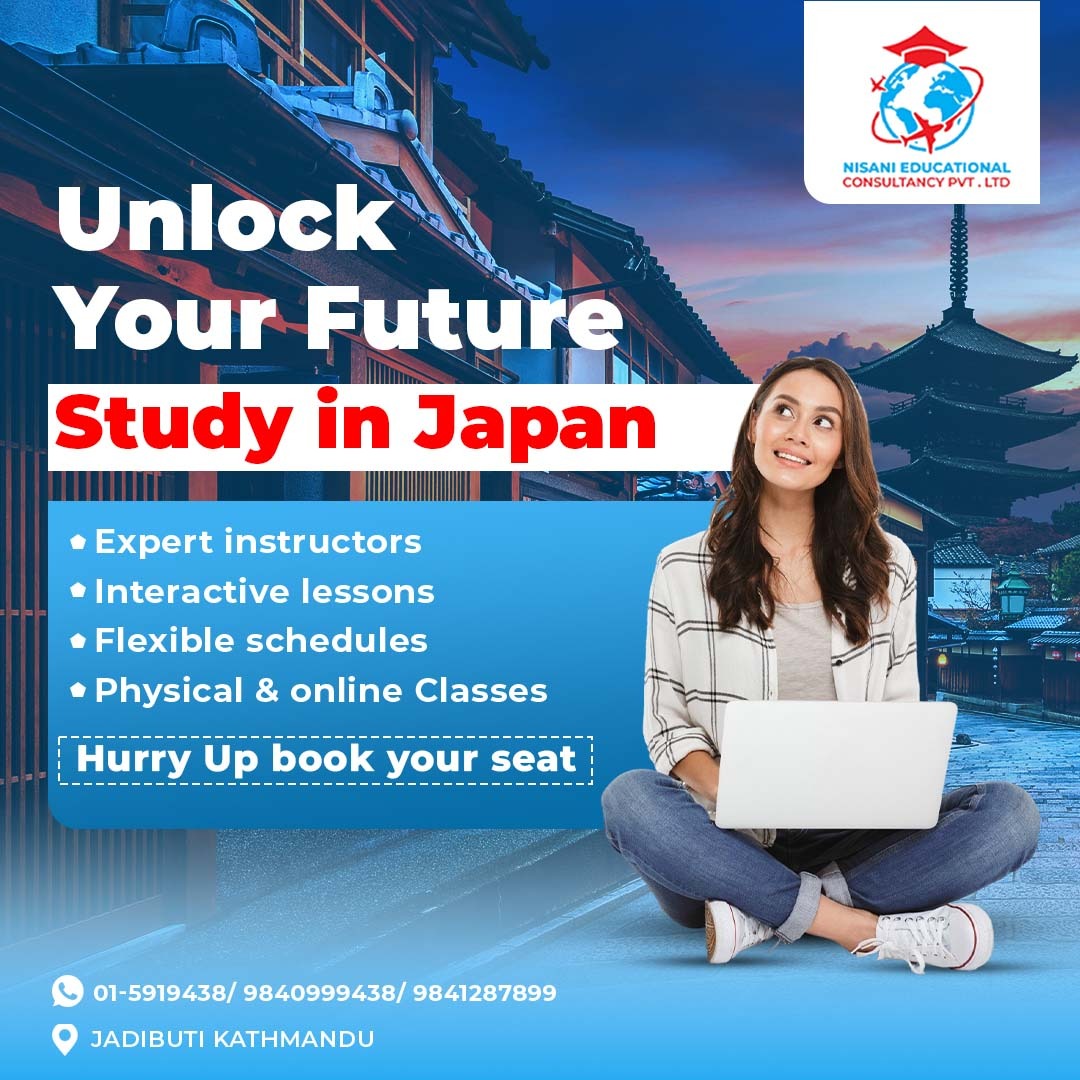 NISANI EDUCATIONAL
CONSULTANCY PVT . LTD
Unlock
Your Future
Study in Japan
Expert instructors
Interactive lessons
Flexible schedules
Physical & online Classes
Hurry Up book your seat
01-5919438/ 9840999438/ 9841287899
JADIBUTI KATHMANDU